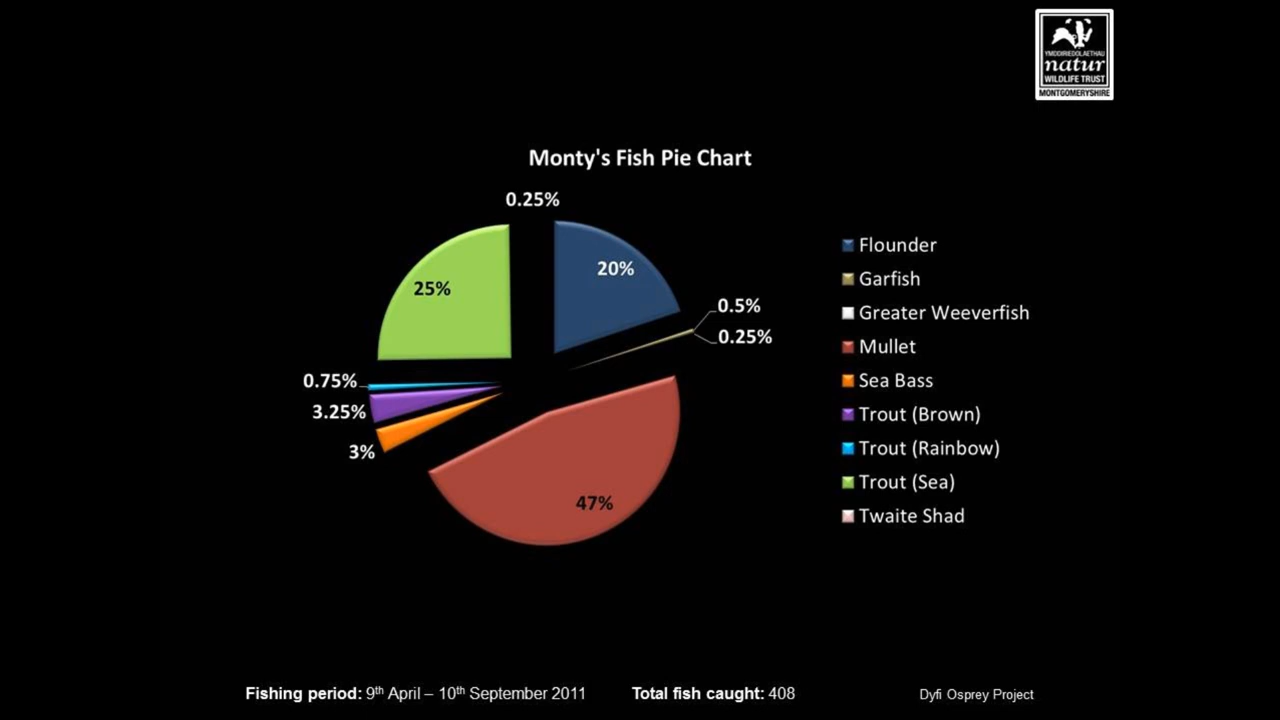 YMDDIRIEDOLAETHAU
natur
WILDLIFE TRUST
MONTGOMERYSHIRE
Monty's Fish Pie Chart
0.25%
20%
25%
0.5%
0.25%
0.75%
3.25%
3%
47%
Flounder
Garfish
Greater Weeverfish
Mullet
Sea Bass
Trout (Brown)
Trout (Rainbow)
Trout (Sea)
Twaite Shad
Fishing period: 9th April – 10th September 2011 Total fish caught: 408 Dyfi Osprey Project